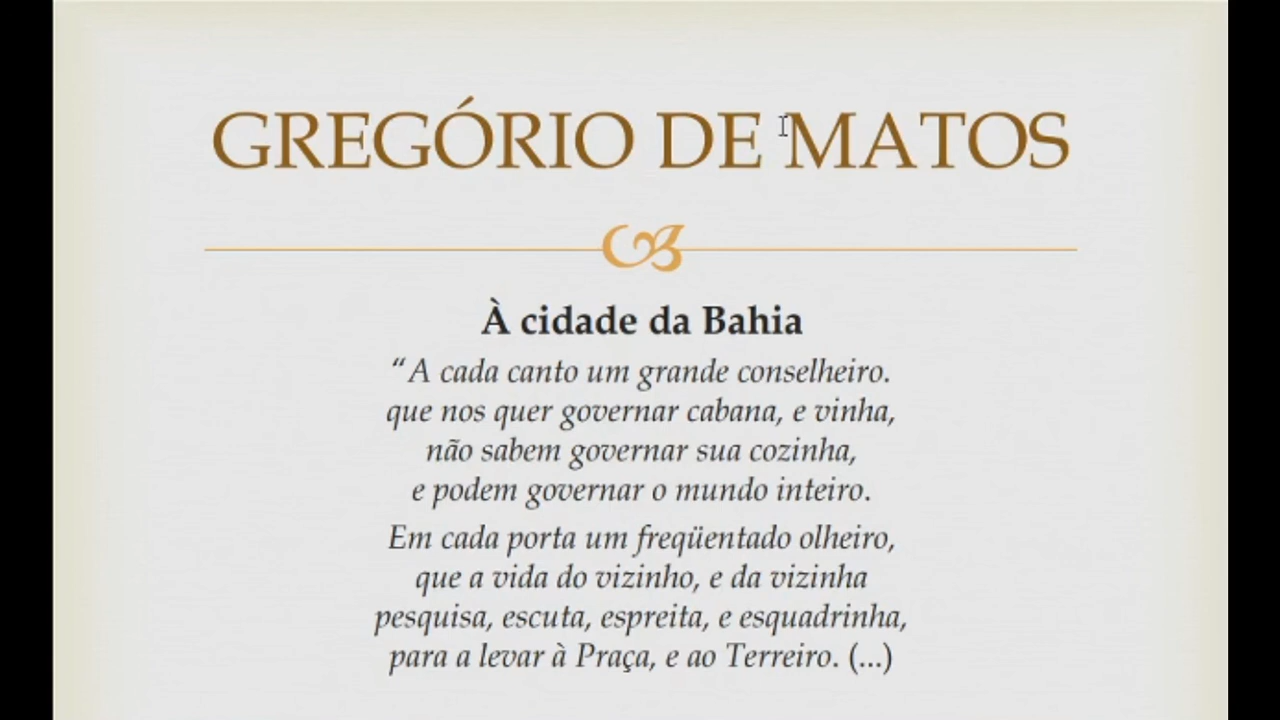 GREGÓRIO DE MATOS
À cidade da Bahia
“A cada canto um grande conselheiro.
que nos quer governar cabana, e vinha,
não sabem governar sua cozinha,
e podem governar o mundo inteiro.
Em cada porta um freqüentado olheiro,
que a vida do vizinho, e da vizinha
pesquisa, escuta, espreita, e esquadrinha,
para a levar à Praça, e ao Terreiro. (...)